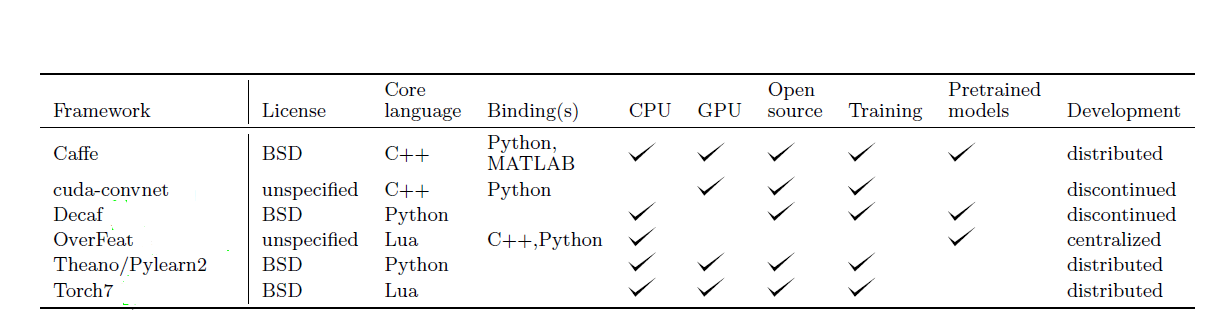 Framework License Core language Binding(s) CPU GPU Open source Training Pretrained models Development
Caffe BSD C++ Python, MATLAB ✓ ✓ ✓ ✓ ✓ distributed
cuda-convnet unspecified C++ Python ✓ ✓ ✓ discontinued
Decaf BSD Python ✓ ✓ ✓ ✓ discontinued
OverFeat unspecified Lua C++,Python ✓ ✓ centralized
Theano/Pylearn2 BSD Python ✓ ✓ ✓ ✓ distributed
Torch7 BSD Lua ✓ ✓ ✓ ✓ distributed